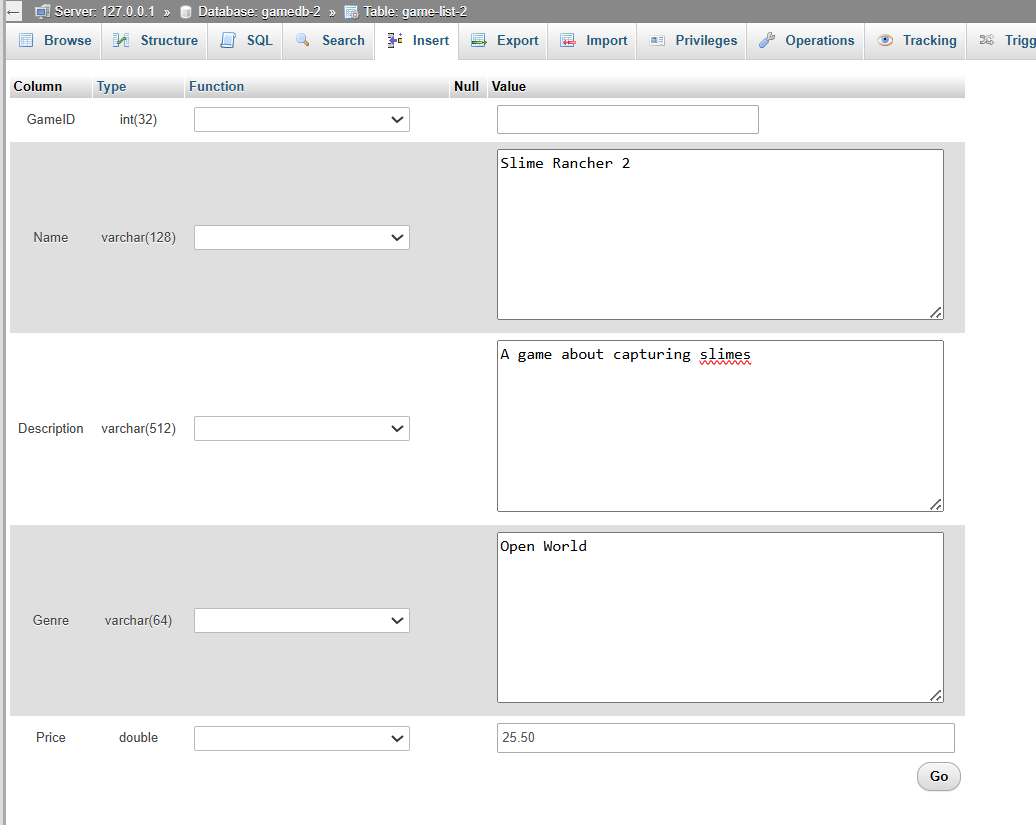 Server: 127.0.0.1 » Database: gamedb-2 » Table: game-list-2
Browse Structure SQL Search Insert Export Import Privileges Operations Tracking Trigg
Column Type Function Null Value
GameID int(32)
Name varchar(128) Slime Rancher 2
Description varchar(512) A game about capturing slimes
Genre varchar(64) Open World
Price double 25.50
Go